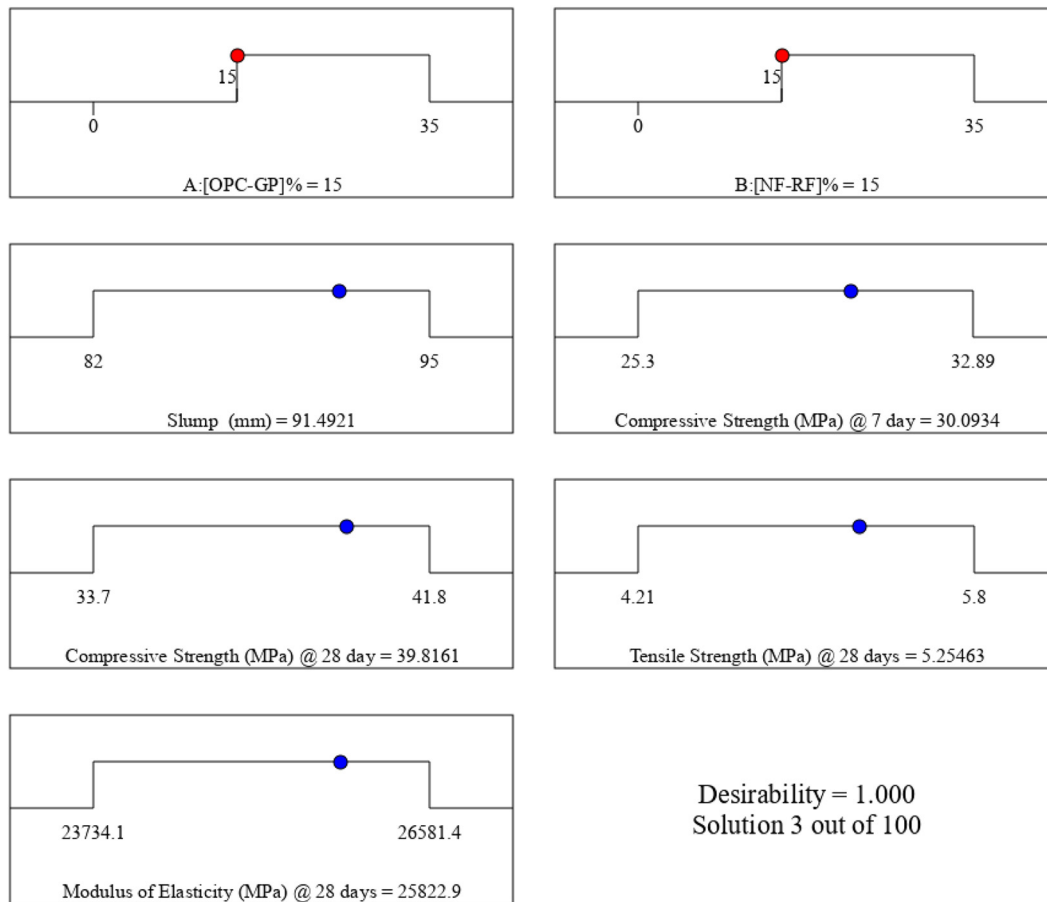 15
0
35
A:[OPC-GP]% = 15
15
0
35
B:[NF-RF]% = 15
82
95
Slump (mm) = 91.4921
25.3
32.89
Compressive Strength (MPa) @ 7 day = 30.0934
33.7
41.8
Compressive Strength (MPa) @ 28 day = 39.8161
4.21
5.8
Tensile Strength (MPa) @ 28 days = 5.25463
23734.1
26581.4
Modulus of Elasticity (MPa) @ 28 days = 25822.9
Desirability = 1.000
Solution 3 out of 100